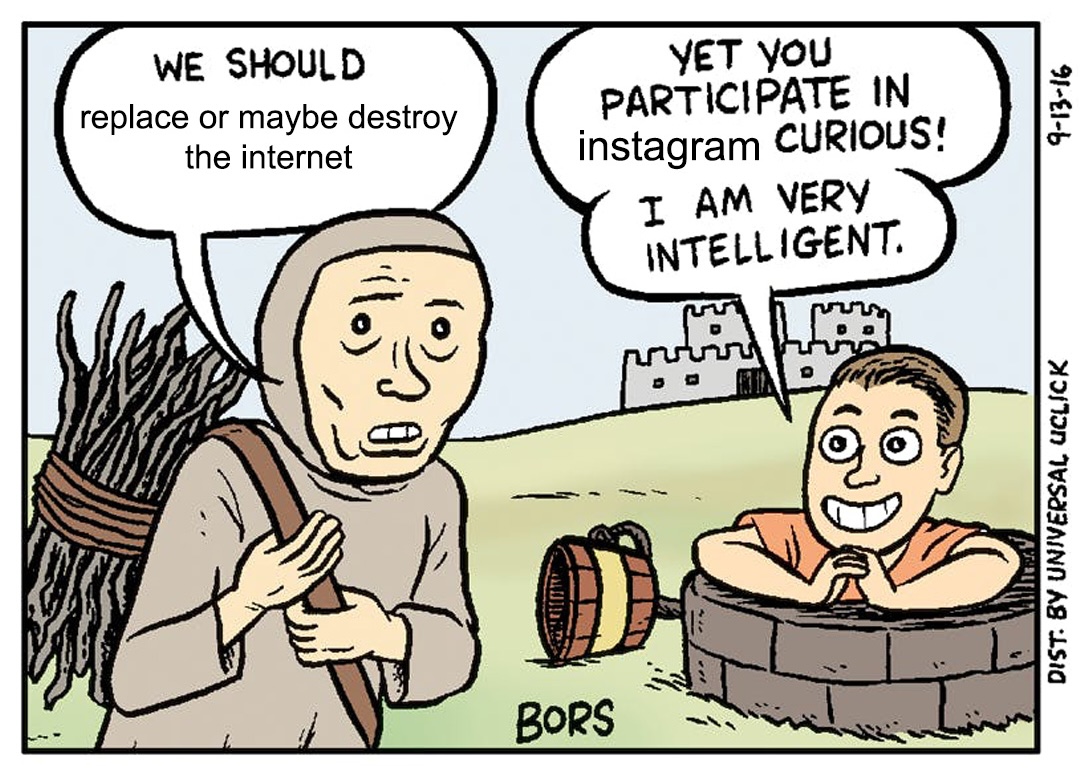 WE SHOULD
replace or maybe destroy
the internet
YET YOU
PARTICIPATE IN
instagram CURIOUS!
I AM VERY
INTELLIGENT.
BORS
9-13-16
DIST. BY UNIVERSAL UCLICK